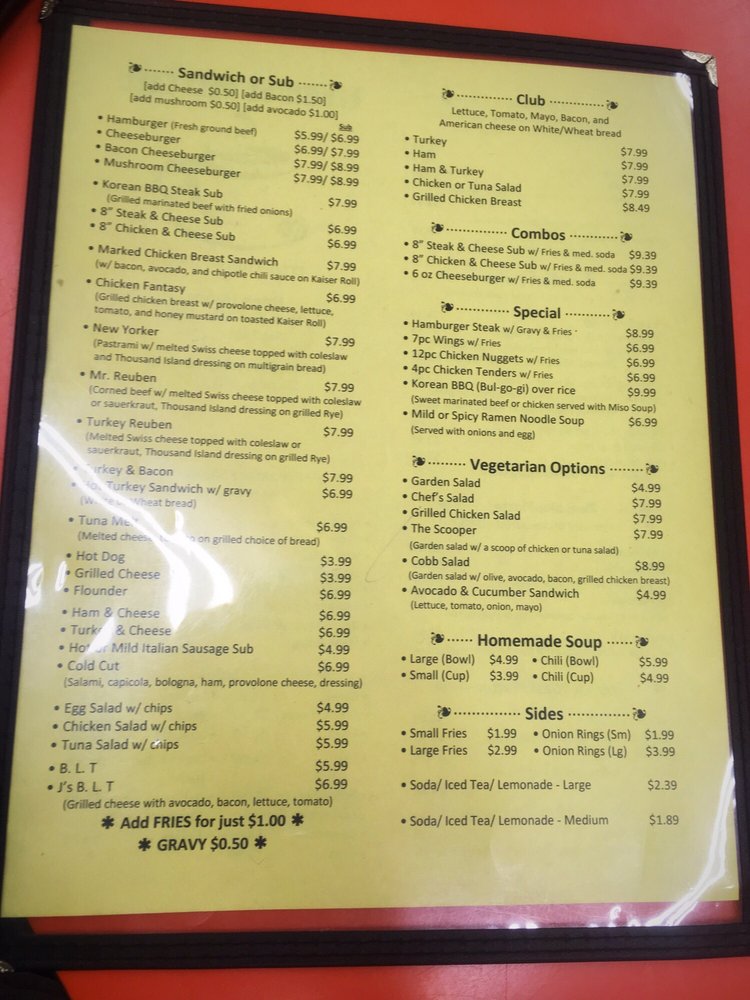 Sandwich or Sub
[add Cheese $0.50] [add Bacon $1.50]
[add mushroom $0.50] [add avocado $1.00]
Sub
• Hamburger (Fresh ground beef) $5.99/ $6.99
• Cheeseburger $6.99/ $7.99
• Bacon Cheeseburger $7.99/ $8.99
• Mushroom Cheeseburger $7.99/ $8.99
• Korean BBQ Steak Sub $7.99
(Grilled marinated beef with fried onions)
• 8" Steak & Cheese Sub $6.99
• 8" Chicken & Cheese Sub $6.99
• Marked Chicken Breast Sandwich $7.99
(w/ bacon, avocado, and chipotle chili sauce on Kaiser Roll)
• Chicken Fantasy $6.99
(Grilled chicken breast w/ provolone cheese, lettuce,
tomato, and honey mustard on toasted Kaiser Roll)
• New Yorker $7.99
(Pastrami w/ melted Swiss cheese topped with coleslaw
and Thousand Island dressing on multigrain bread)
• Mr. Reuben $7.99
(Corned beef w/ melted Swiss cheese topped with coleslaw
or sauerkraut, Thousand Island dressing on grilled Rye)
• Turkey Reuben $7.99
(Melted Swiss cheese topped with coleslaw or
sauerkraut, Thousand Island dressing on grilled Rye)
• Turkey & Bacon $7.99
• Hot Turkey Sandwich w/ gravy $6.99
(White or Wheat bread)
• Tuna Melt $6.99
(Melted cheese, on grilled choice of bread)
• Hot Dog $3.99
• Grilled Cheese $3.99
• Flounder $6.99
• Ham & Cheese $6.99
• Turkey & Cheese $6.99
• Hot or Mild Italian Sausage Sub $4.99
• Cold Cut $6.99
(Salami, capicola, bologna, ham, provolone cheese, dressing)
• Egg Salad w/ chips $4.99
• Chicken Salad w/ chips $5.99
• Tuna Salad w/ chips $5.99
• B. L. T $5.99
• J's B. L. T $6.99
(Grilled cheese with avocado, bacon, lettuce, tomato)
✱ Add FRIES for just $1.00 ✱
✱ GRAVY $0.50 ✱
Club
Lettuce, Tomato, Mayo, Bacon, and
American cheese on White/Wheat bread
• Turkey $7.99
• Ham $7.99
• Ham & Turkey $7.99
• Chicken or Tuna Salad $7.99
• Grilled Chicken Breast $8.49
Combos
• 8" Steak & Cheese Sub w/ Fries & med. soda $9.39
• 8" Chicken & Cheese Sub w/ Fries & med. soda $9.39
• 6 oz Cheeseburger w/ Fries & med. soda $9.39
Special
• Hamburger Steak w/ Gravy & Fries $8.99
• 7pc Wings w/ Fries $6.99
• 12pc Chicken Nuggets w/ Fries $6.99
• 4pc Chicken Tenders w/ Fries $6.99
• Korean BBQ (Bul-go-gi) over rice $9.99
(Sweet marinated beef or chicken served with Miso Soup)
• Mild or Spicy Ramen Noodle Soup $6.99
(Served with onions and egg)
Vegetarian Options
• Garden Salad $4.99
• Chef's Salad $7.99
• Grilled Chicken Salad $7.99
• The Scooper $7.99
(Garden salad w/ a scoop of chicken or tuna salad)
• Cobb Salad $8.99
(Garden salad w/ olive, avocado, bacon, grilled chicken breast)
• Avocado & Cucumber Sandwich $4.99
(Lettuce, tomato, onion, mayo)
Homemade Soup
• Large (Bowl) $4.99 • Chili (Bowl) $5.99
• Small (Cup) $3.99 • Chili (Cup) $4.99
Sides
• Small Fries $1.99 • Onion Rings (Sm) $1.99
• Large Fries $2.99 • Onion Rings (Lg) $3.99
• Soda/ Iced Tea/ Lemonade - Large $2.39
• Soda/ Iced Tea/ Lemonade - Medium $1.89